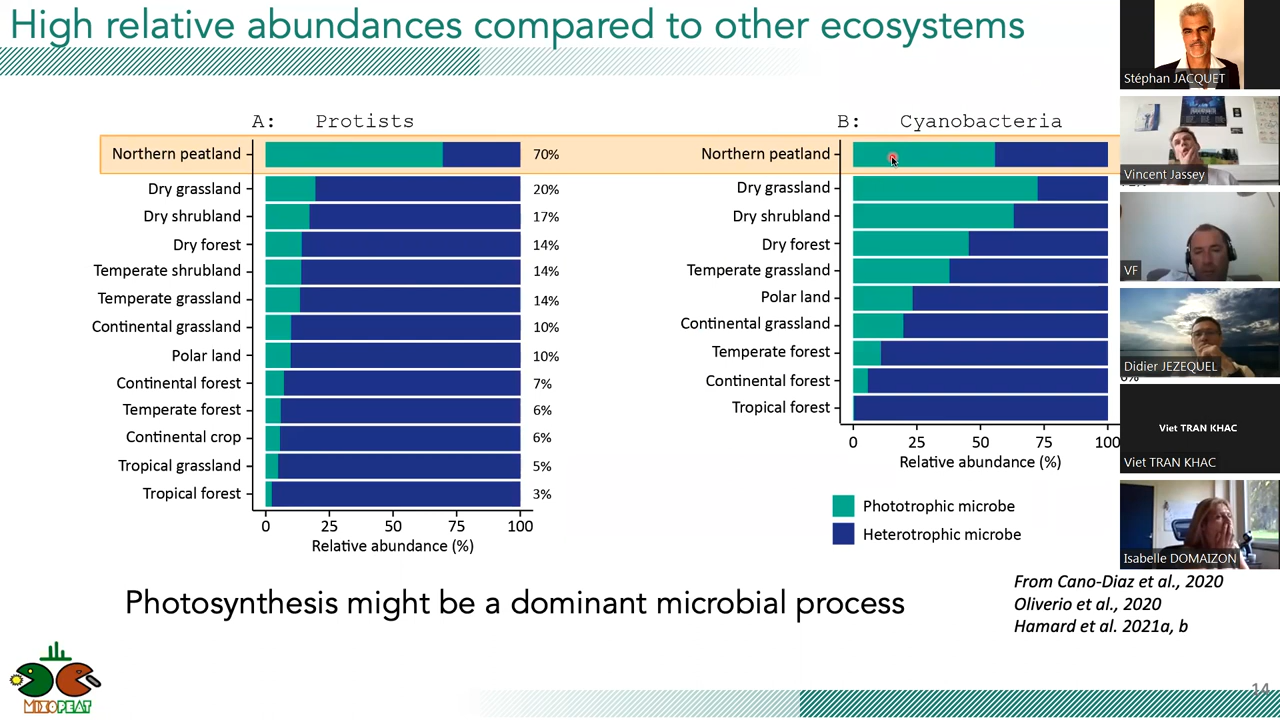 High relative abundances compared to other ecosystems
A: Protists
Northern peatland 70%
Dry grassland 20%
Dry shrubland 17%
Dry forest 14%
Temperate shrubland 14%
Temperate grassland 14%
Continental grassland 10%
Polar land 10%
Continental forest 7%
Temperate forest 6%
Continental crop 6%
Tropical grassland 5%
Tropical forest 3%
0 25 50 75 100
Relative abundance (%)
B: Cyanobacteria
Northern peatland
Dry grassland
Dry shrubland
Dry forest
Temperate grassland
Polar land
Continental grassland
Temperate forest
Continental forest
Tropical forest
0 25 50 75 100
Relative abundance (%)
Phototrophic microbe
Heterotrophic microbe
Photosynthesis might be a dominant microbial process
From Cano-Diaz et al., 2020
Oliverio et al., 2020
Hamard et al. 2021a, b
MIXOPEAT
14
Stéphan JACQUET
Vincent Jassey
VF
Didier JEZEQUEL
Viet TRAN KHAC
Viet TRAN KHAC
Isabelle DOMAIZON